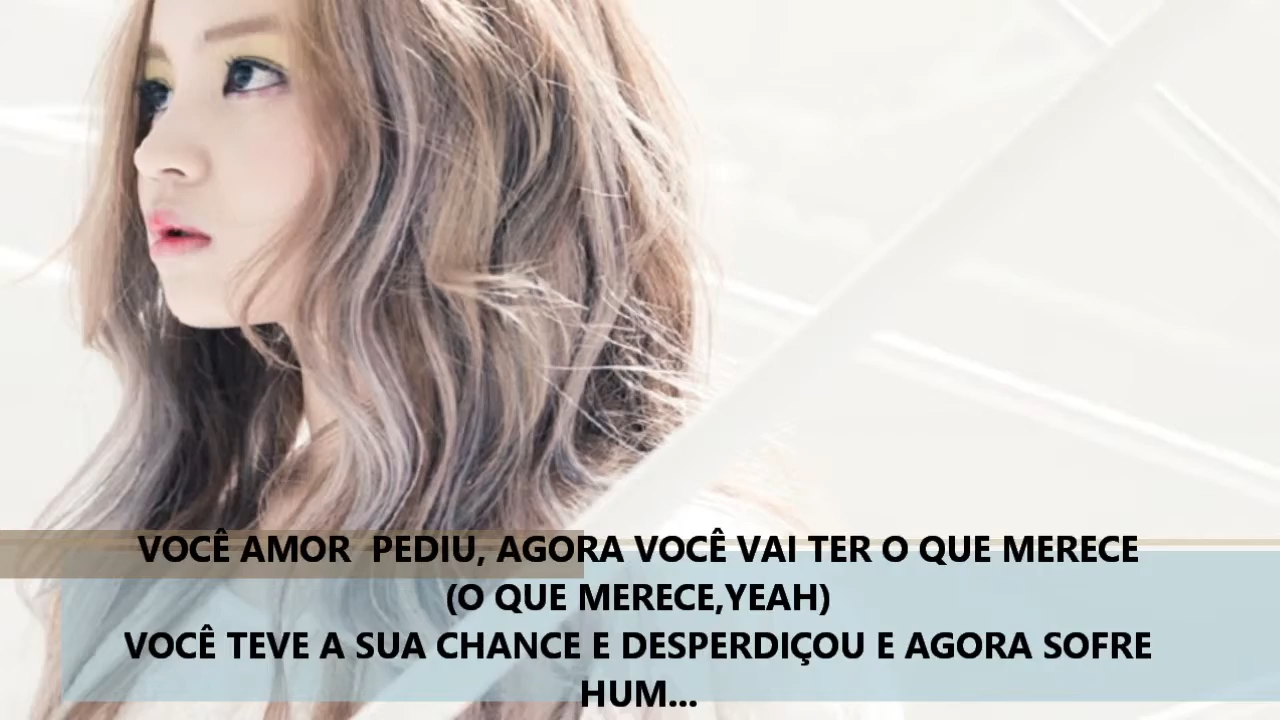 VOCÊ AMOR  PEDIU, AGORA VOCÊ VAI TER O QUE MERECE
(O QUE MERECE,YEAH)
VOCÊ TEVE A SUA CHANCE E DESPERDIÇOU E AGORA SOFRE
HUM...